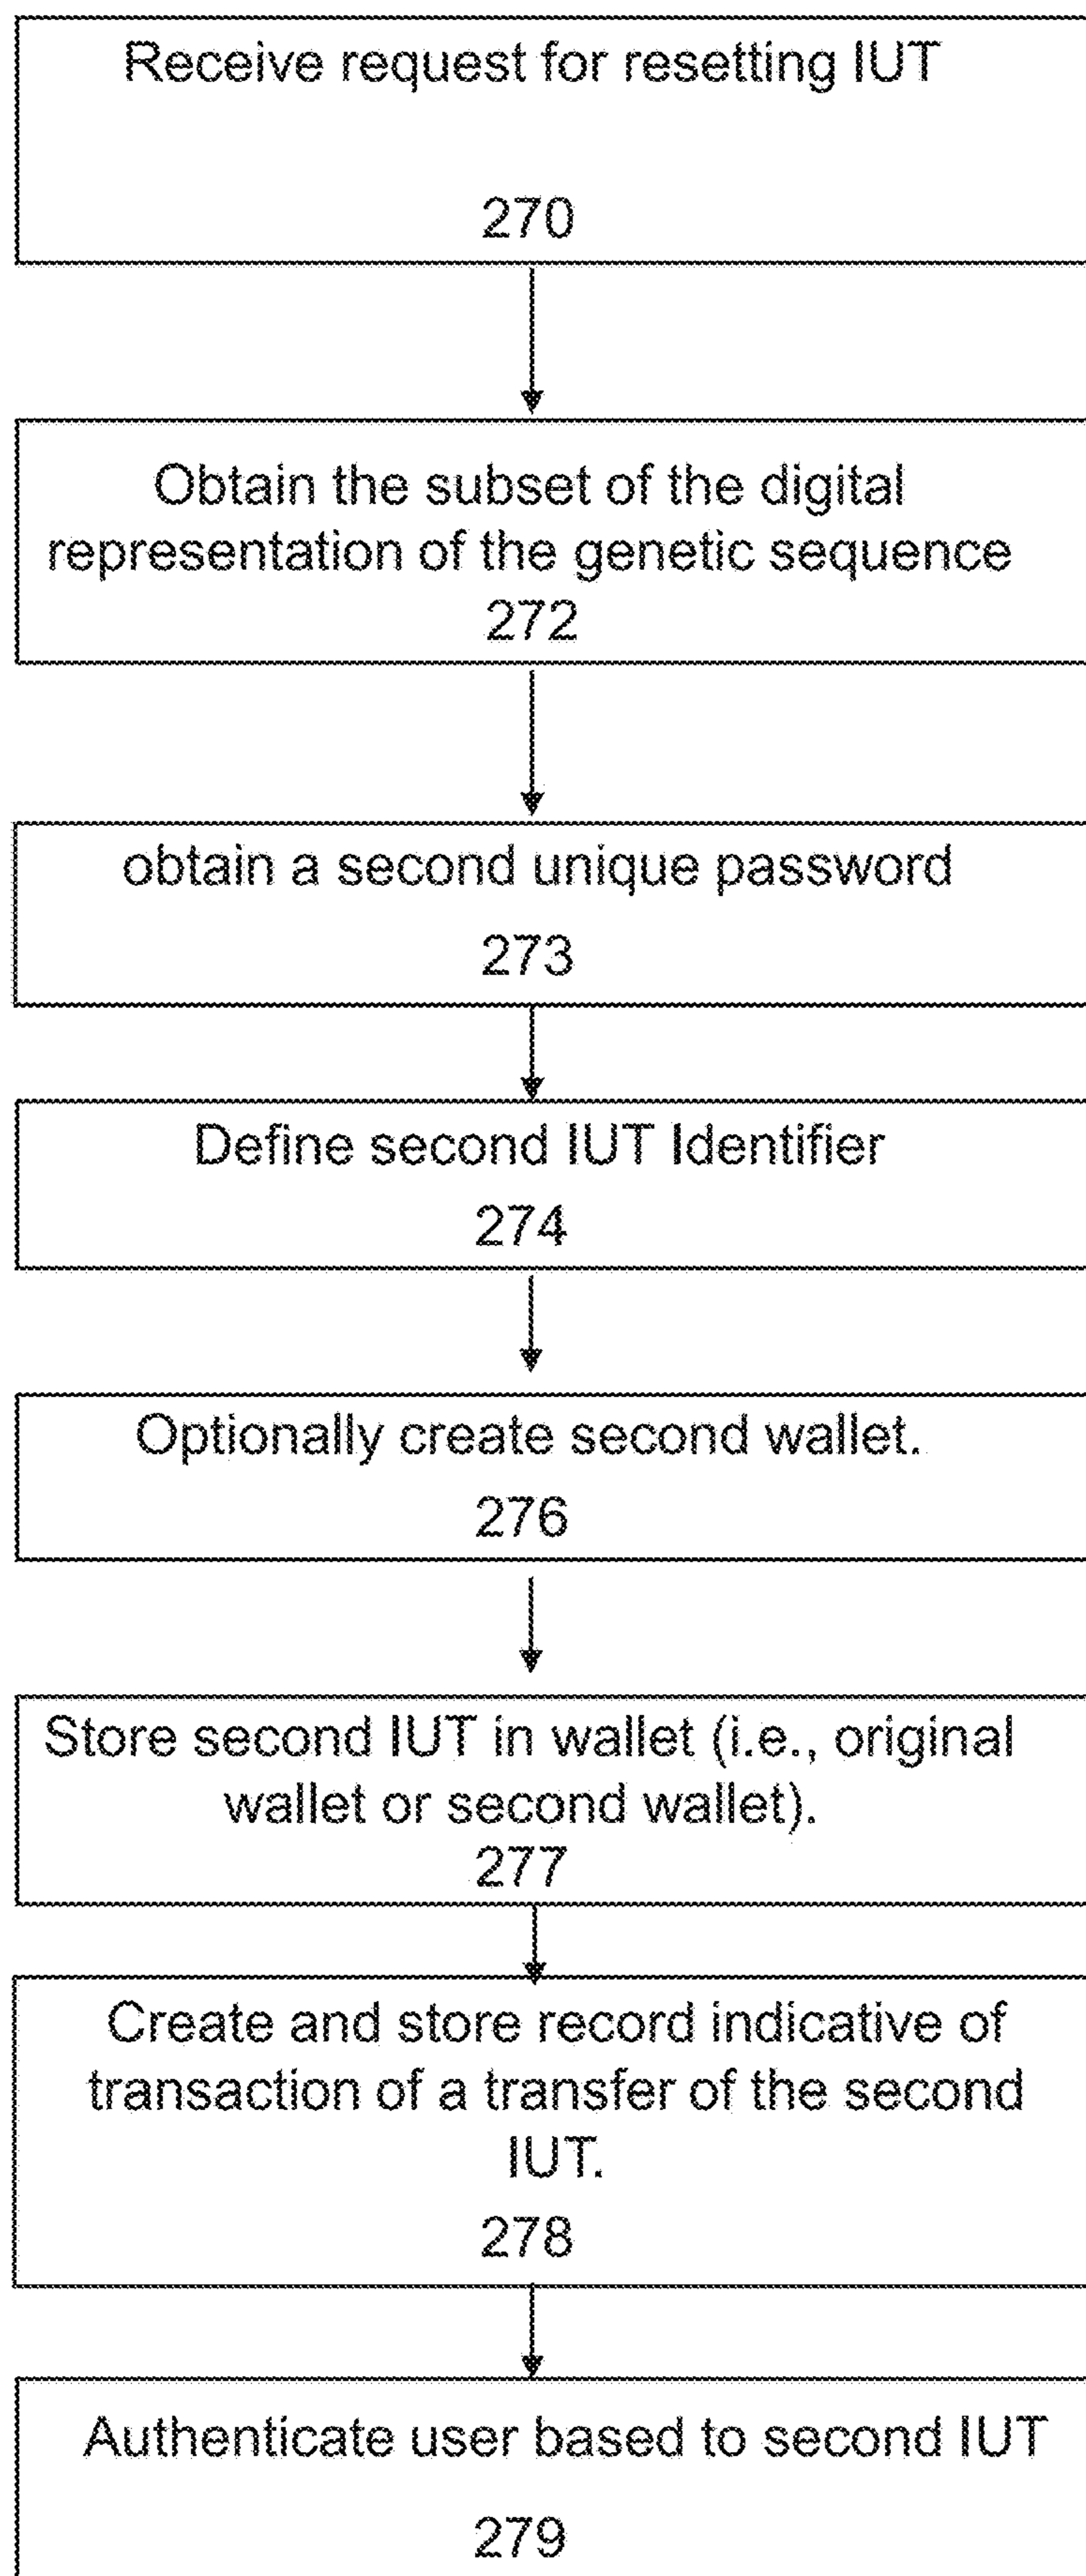 Receive request for resetting IUT
270
Obtain the subset of the digital
representation of the genetic sequence
272
obtain a second unique password
273
Define second IUT Identifier
274
Optionally create second wallet.
276
Store second IUT in wallet (i.e., original
wallet or second wallet).
277
Create and store record indicative of
transaction of a transfer of the second
IUT.
278
Authenticate user based to second IUT
279